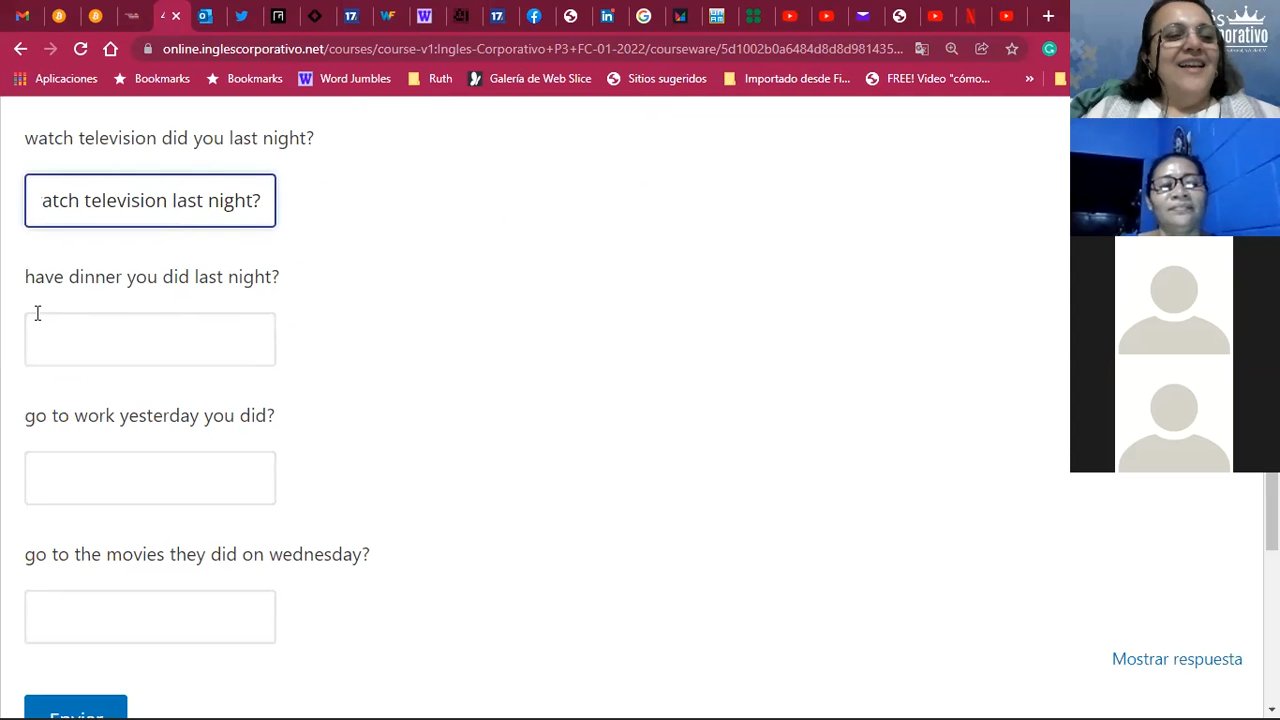 online.inglescorporativo.net/courses/course-v1:Ingles-Corporativo+P3+FC-01-2022/courseware/5d1002b0a6484d8d8d981435...
Aplicaciones Bookmarks Bookmarks Word Jumbles Ruth Galería de Web Slice Sitios sugeridos Importado desde Fi... FREE! Video "cómo... »
watch television did you last night?
atch television last night?
have dinner you did last night?
go to work yesterday you did?
go to the movies they did on wednesday?
Mostrar respuesta
Enviar